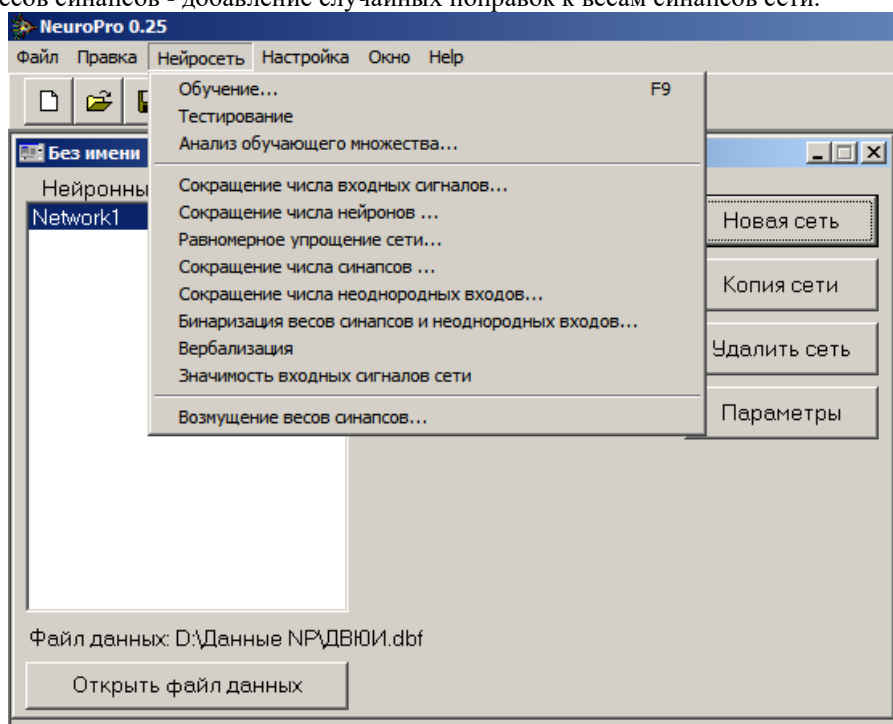 весов синапсов - добавление случайных поправок к весам синапсов сети.
NeuroPro 0.25
Файл Правка Нейросеть Настройка Окно Help
Обучение... F9
Тестирование
Анализ обучающего множества...
Без имени
Нейронны
Сокращение числа входных сигналов...
Network1
Сокращение числа нейронов ...
Новая сеть
Равномерное упрощение сети...
Сокращение числа синапсов ...
Копия сети
Сокращение числа неоднородных входов...
Бинаризация весов синапсов и неоднородных входов...
Вербализация
Удалить сеть
Значимость входных сигналов сети
Возмущение весов синапсов...
Параметры
Файл данных: D:\Данные NP\ДВЮИ.dbf
Открыть файл данных